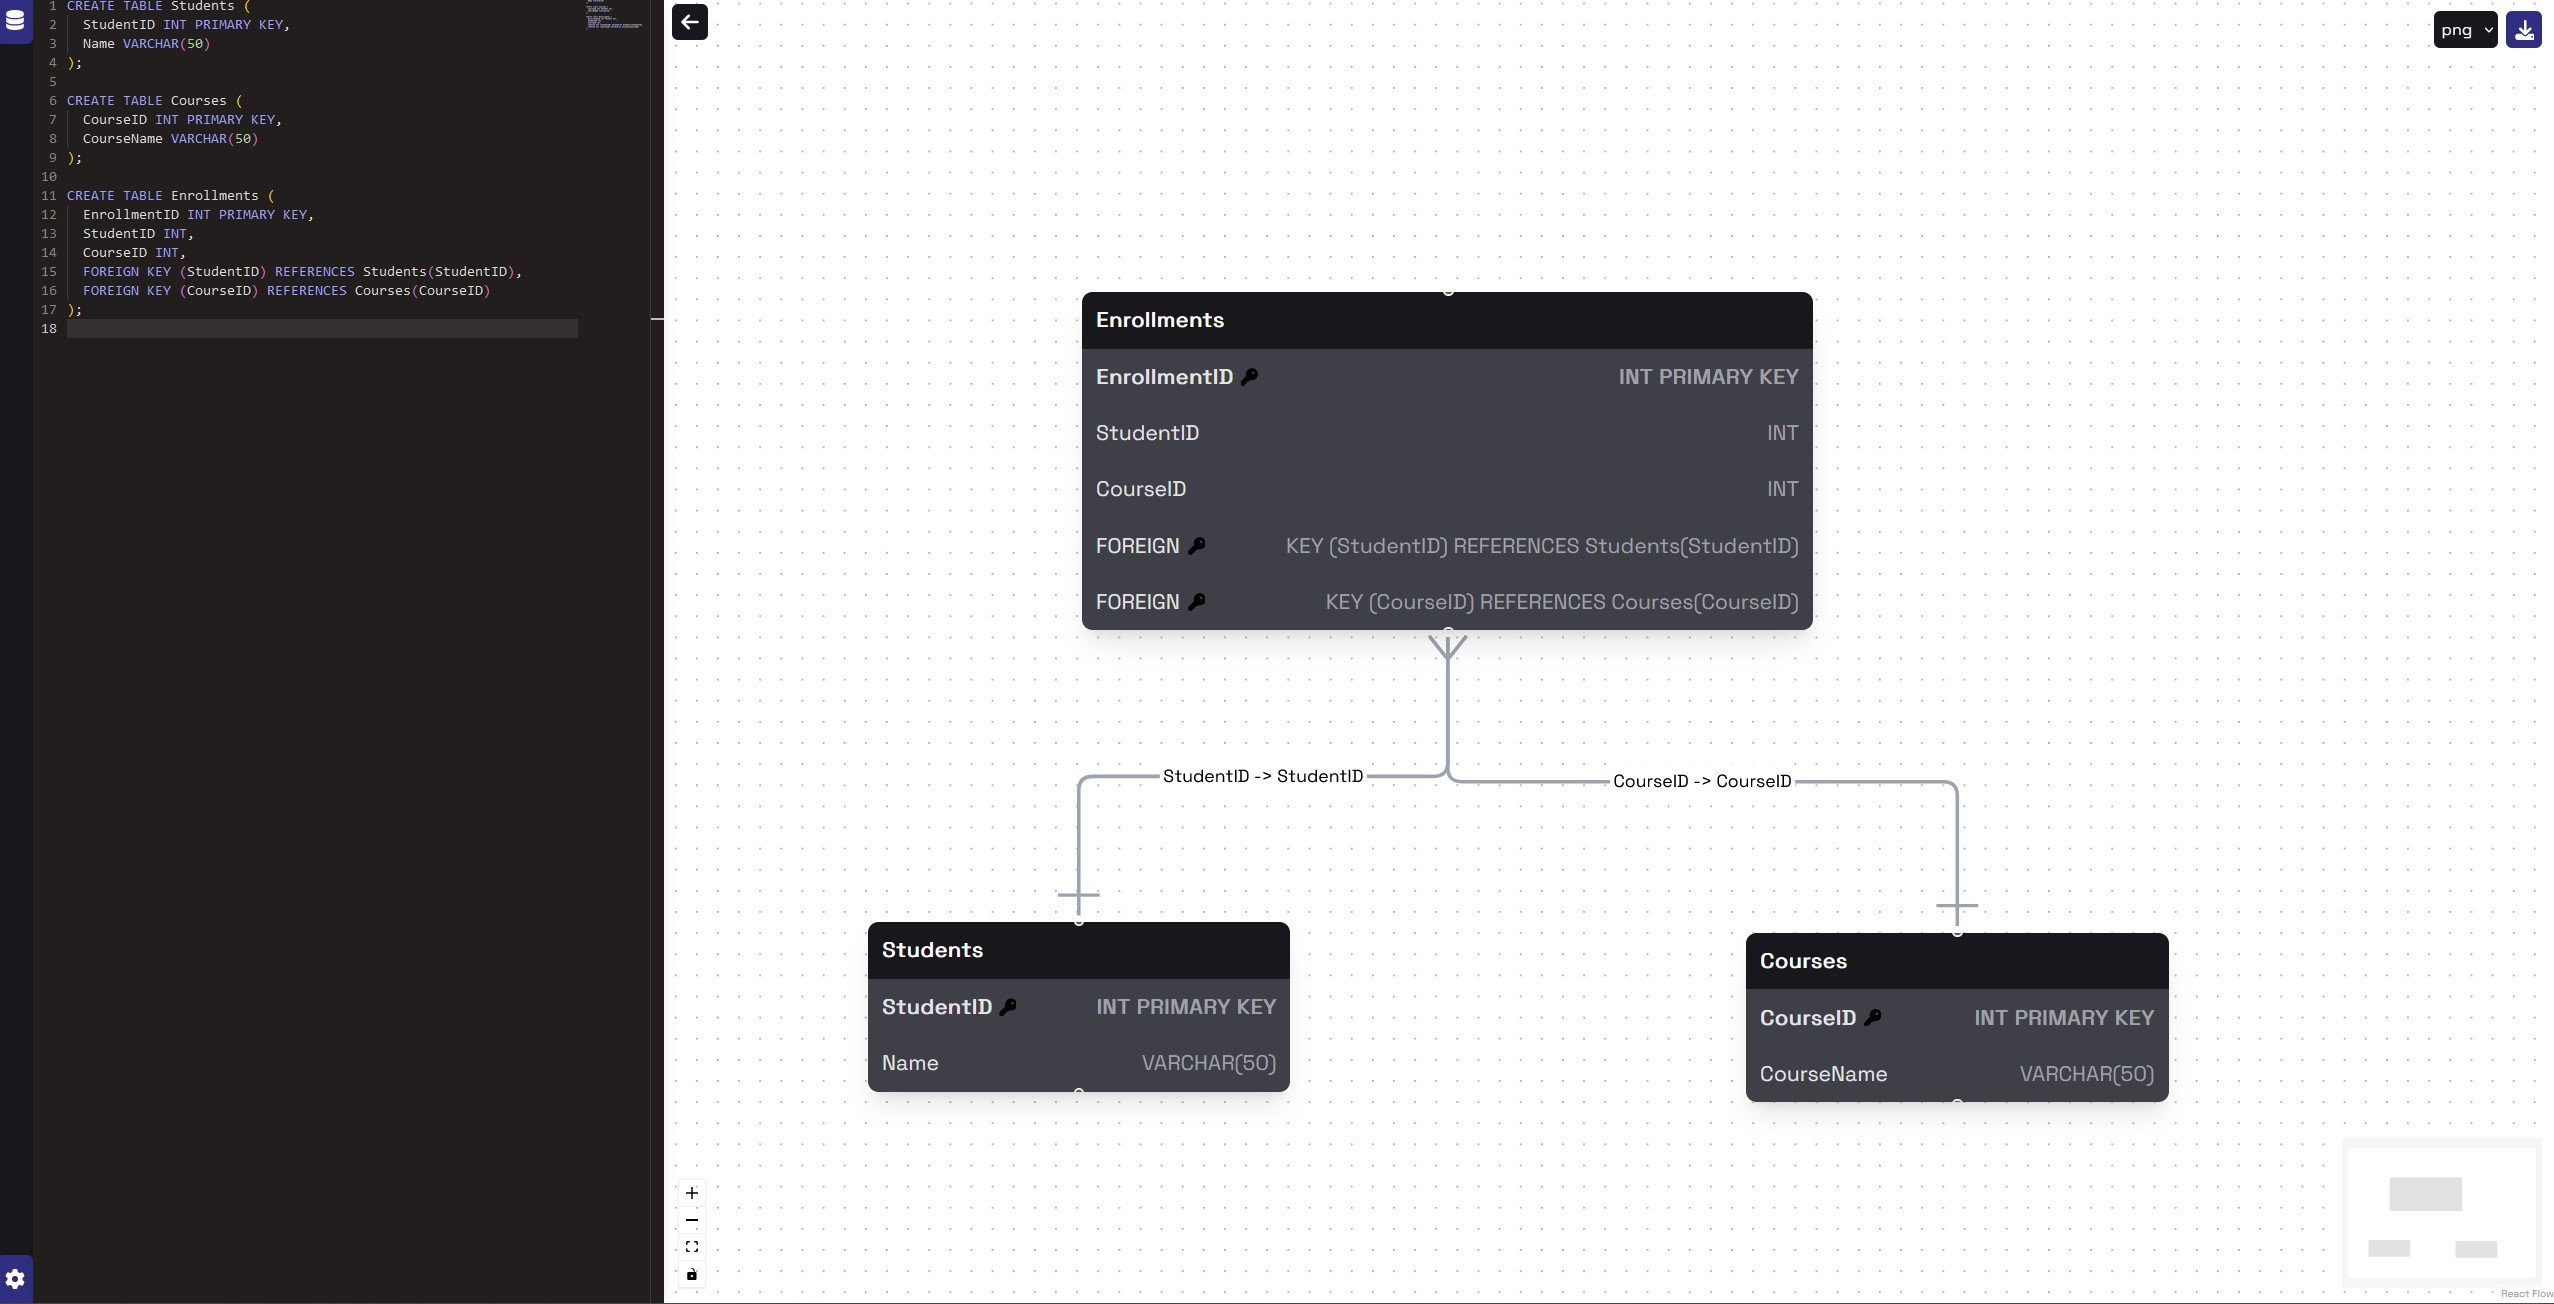 1 CREATE TABLE Students (
2 StudentID INT PRIMARY KEY,
3 Name VARCHAR(50)
4 );
5
6 CREATE TABLE Courses (
7 CourseID INT PRIMARY KEY,
8 CourseName VARCHAR(50)
9 );
10
11 CREATE TABLE Enrollments (
12 EnrollmentID INT PRIMARY KEY,
13 StudentID INT,
14 CourseID INT,
15 FOREIGN KEY (StudentID) REFERENCES Students(StudentID),
16 FOREIGN KEY (CourseID) REFERENCES Courses(CourseID)
17 );
18
png
Enrollments
EnrollmentID INT PRIMARY KEY
StudentID INT
CourseID INT
FOREIGN KEY (StudentID) REFERENCES Students(StudentID)
FOREIGN KEY (CourseID) REFERENCES Courses(CourseID)
StudentID -> StudentID
CourseID -> CourseID
Students
StudentID INT PRIMARY KEY
Name VARCHAR(50)
Courses
CourseID INT PRIMARY KEY
CourseName VARCHAR(50)
React Flow